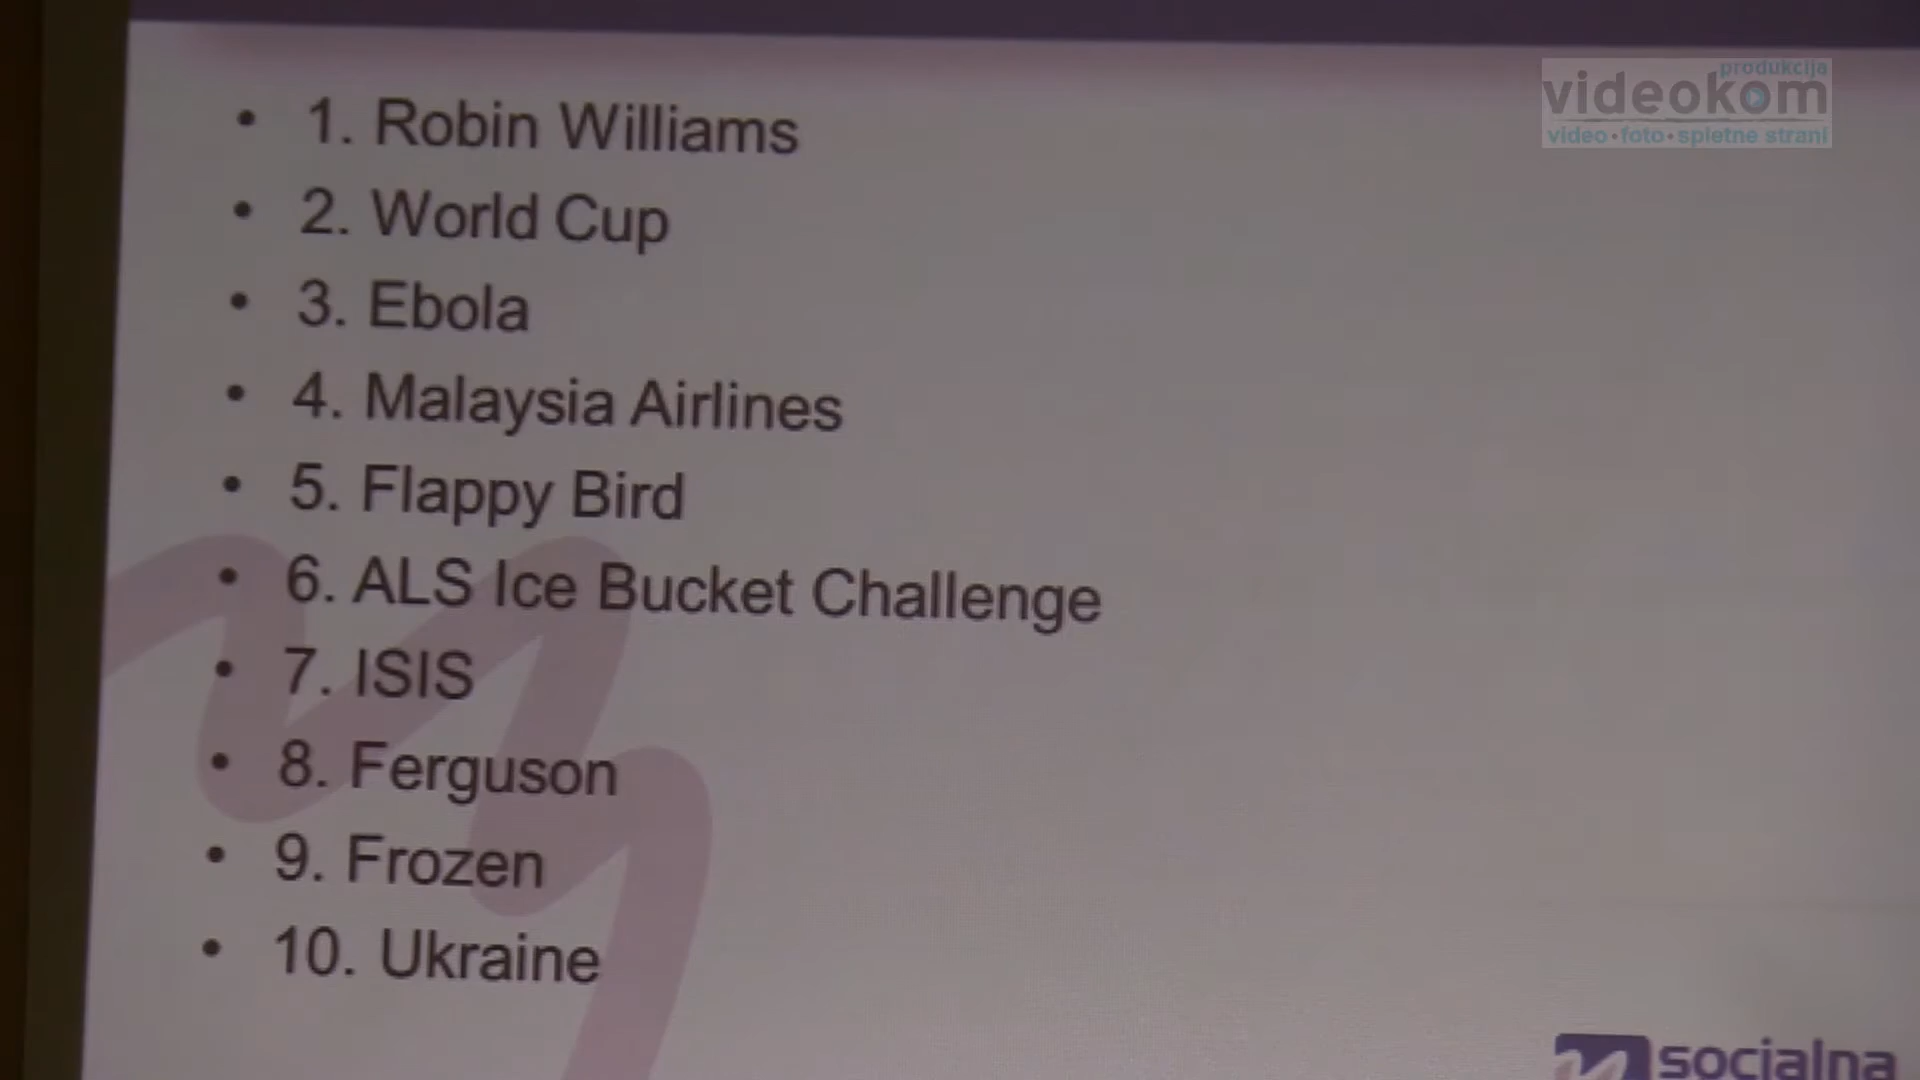 produkcija
videokom
video•foto•spletne strani
• 1. Robin Williams
• 2. World Cup
• 3. Ebola
• 4. Malaysia Airlines
• 5. Flappy Bird
• 6. ALS Ice Bucket Challenge
• 7. ISIS
• 8. Ferguson
• 9. Frozen
• 10. Ukraine
socialna